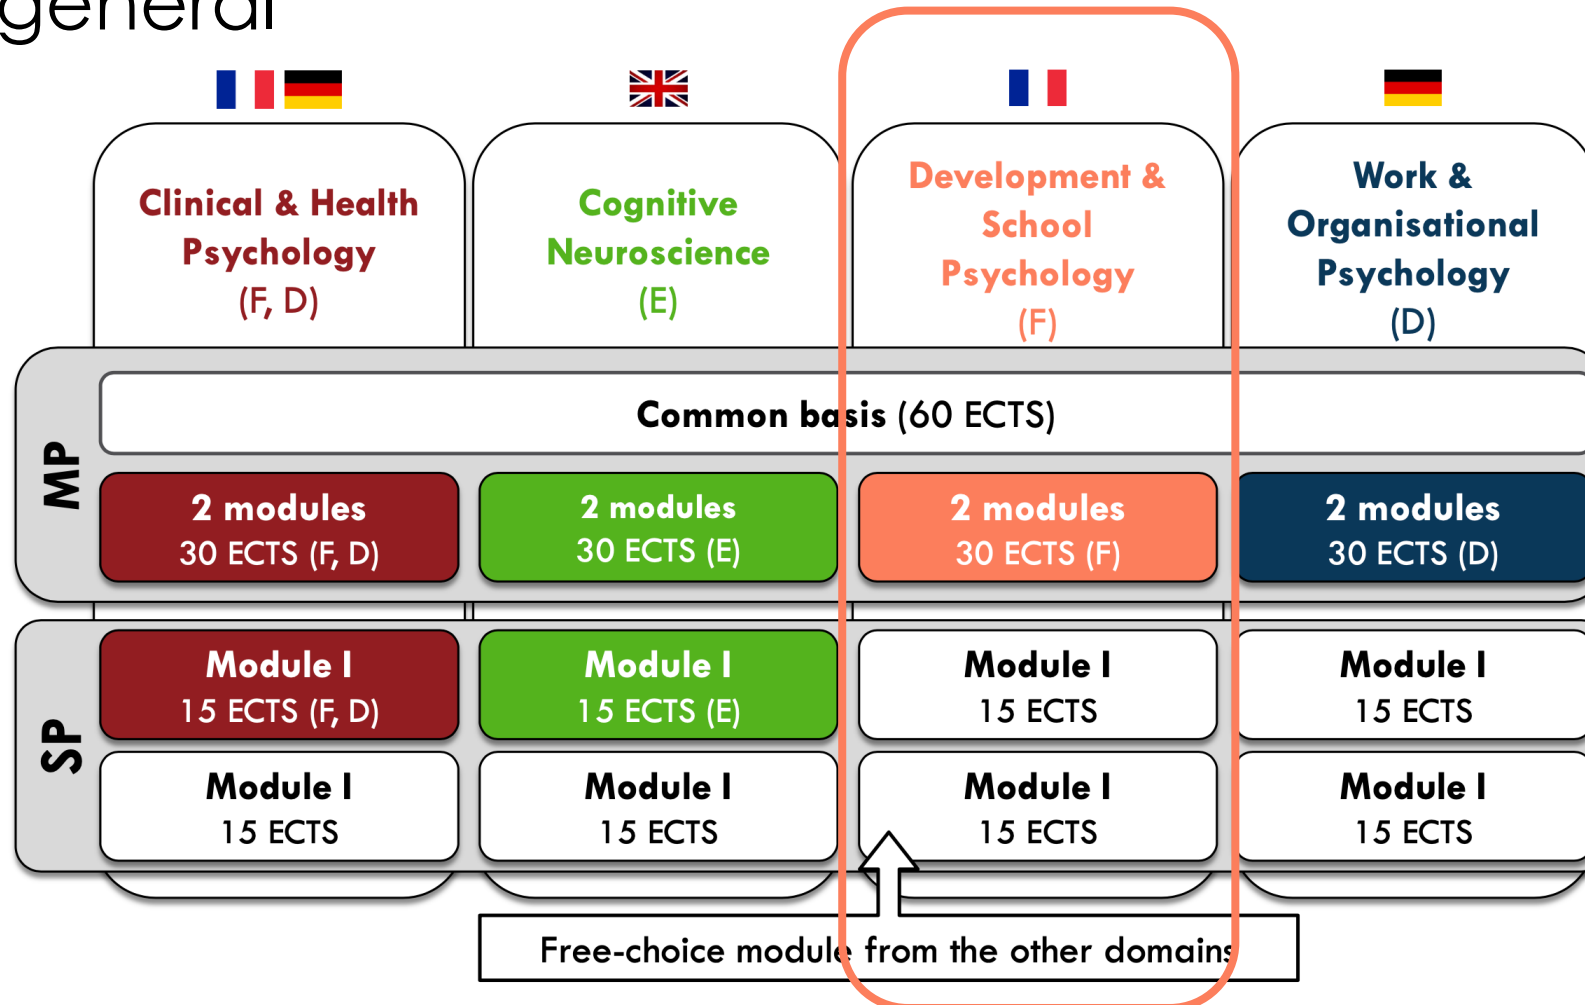 general
Clinical & Health
Psychology
(F, D)
Cognitive
Neuroscience
(E)
Development &
School
Psychology
(F)
Work &
Organisational
Psychology
(D)
MP
Common basis (60 ECTS)
2 modules
30 ECTS (F, D)
2 modules
30 ECTS (E)
2 modules
30 ECTS (F)
2 modules
30 ECTS (D)
SP
Module I
15 ECTS (F, D)
Module I
15 ECTS (E)
Module I
15 ECTS
Module I
15 ECTS
Module I
15 ECTS
Module I
15 ECTS
Module I
15 ECTS
Module I
15 ECTS
Free-choice module from the other domains